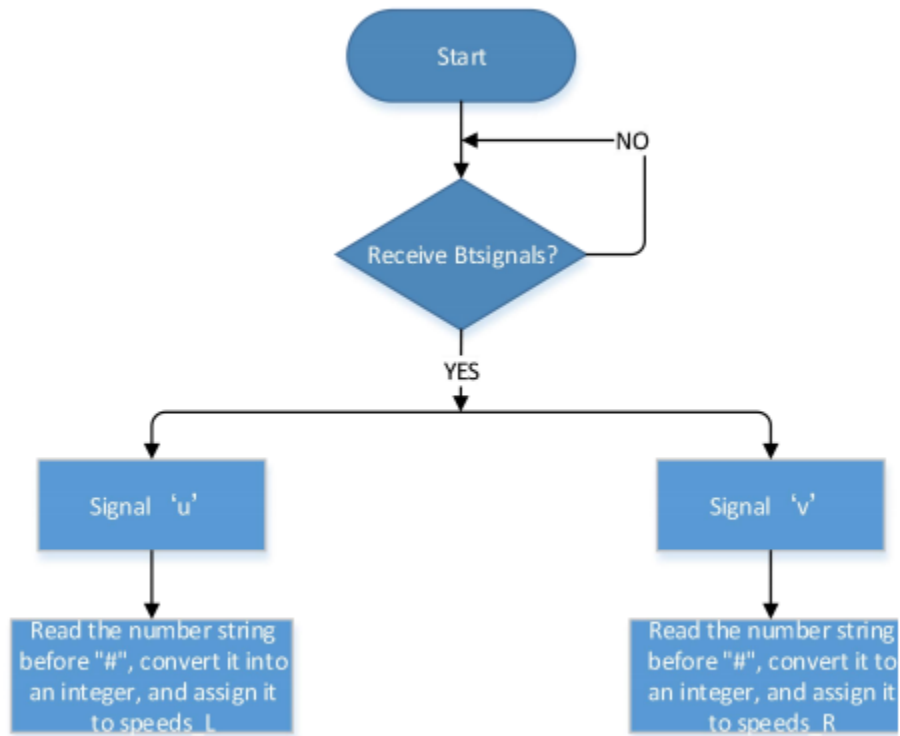 Start
NO
Receive Btsignals?
YES
Signal ‘u’
Signal ‘v’
Read the number string
before "#", convert it into
an integer, and assign it
to speeds_L
Read the number string
before "#", convert it to
an integer, and assign it
to speeds_R